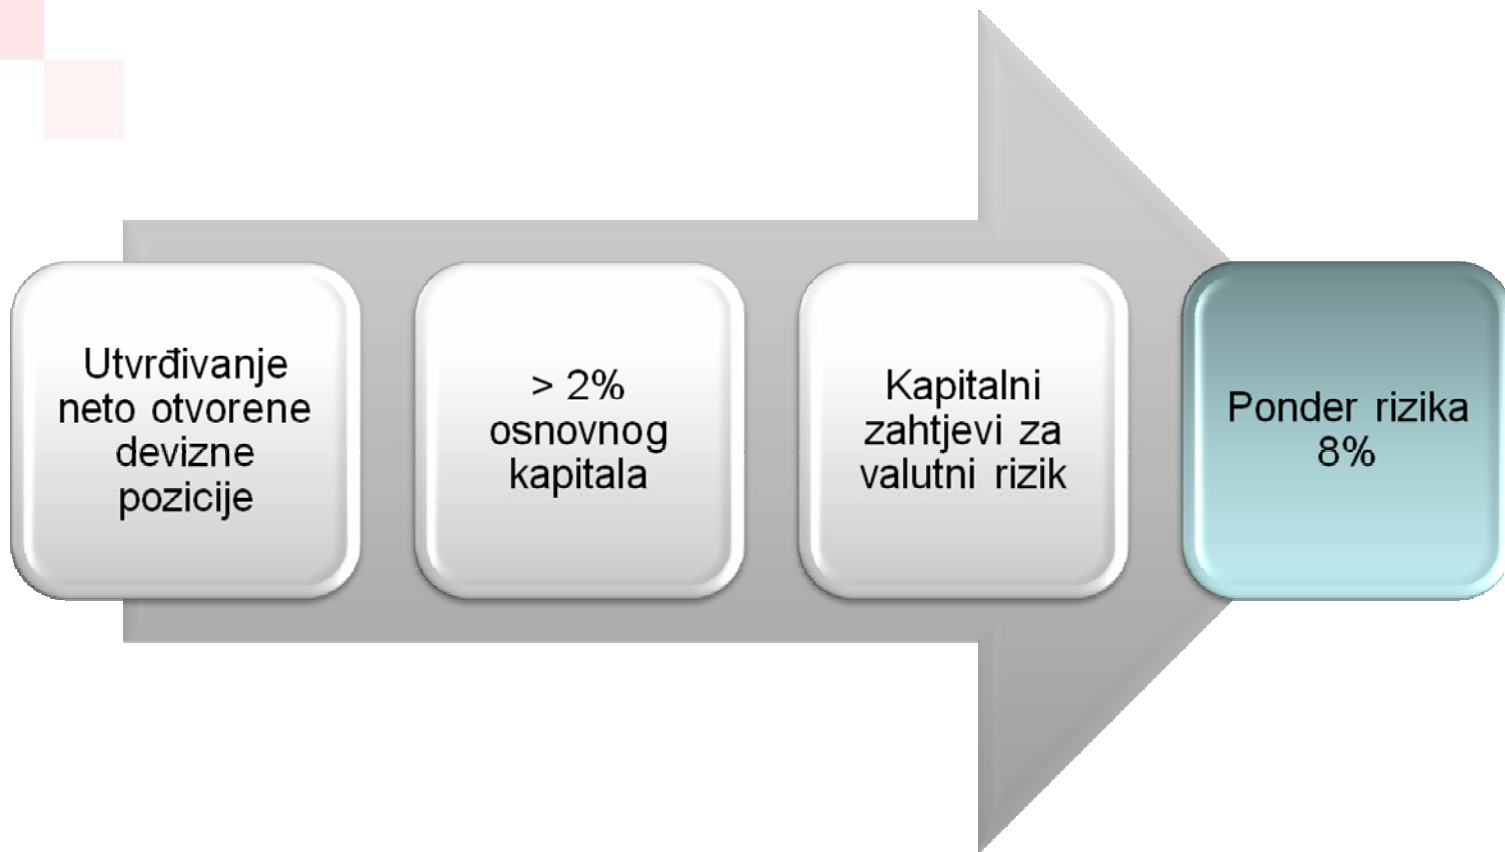 Utvrđivanje
neto otvorene
devizne
pozicije
> 2%
osnovnog
kapitala
Kapitalni
zahtjevi za
valutni rizik
Ponder rizika
8%